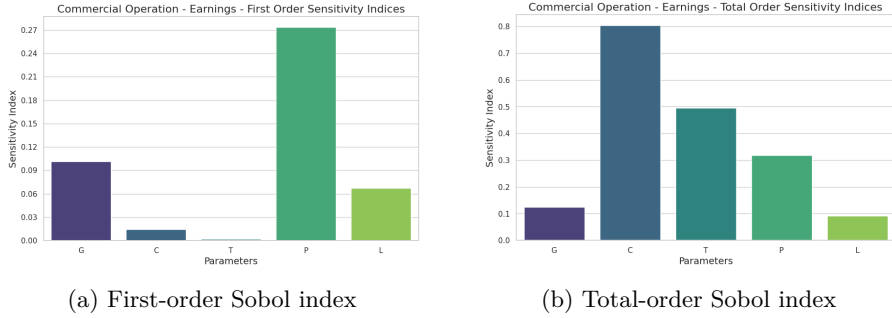 Commercial Operation - Earnings - First Order Sensitivity Indices
0.27
0.24
0.21
0.18
0.15
0.12
0.09
0.06
0.03
0.00
Sensitivity Index
G C T P L
Parameters
(a) First-order Sobol index
Commercial Operation - Earnings - Total Order Sensitivity Indices
0.8
0.7
0.6
0.5
0.4
0.3
0.2
0.1
0.0
Sensitivity Index
G C T P L
Parameters
(b) Total-order Sobol index